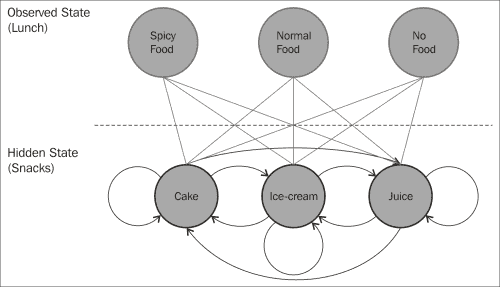 Observed State
(Lunch)
Spicy
Food
Normal
Food
No
Food
Hidden State
(Snacks)
Cake
Ice-cream
Juice